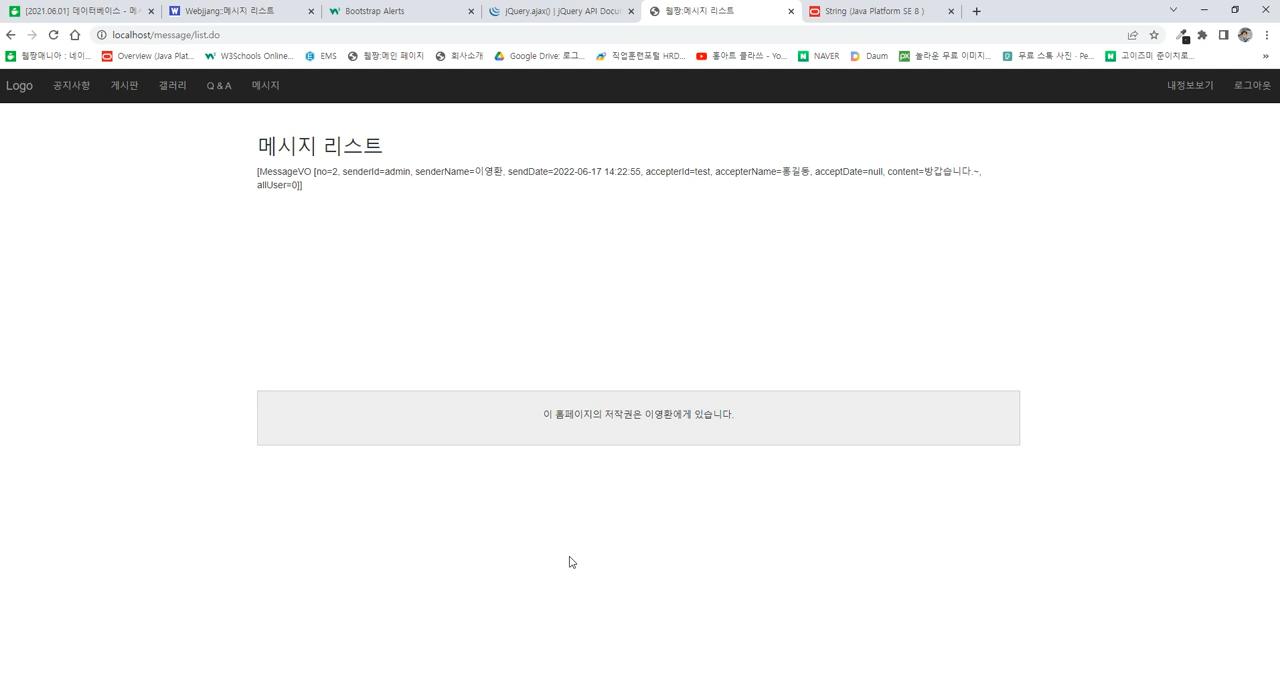 [2021.06.01] 데이터베이스 - 메시
Webjjang::메시지 리스트
Bootstrap Alerts
jQuery.ajax() | jQuery API Docu
웹짱:메시지 리스트
String (Java Platform SE 8 )
localhost/message/list.do
웹짱매니아 : 네이...
Overview (Java Plat...
W3Schools Online...
EMS
웹짱:메인 페이지
회사소개
Google Drive: 로그...
직업훈련포털 HRD...
홍아트 클라쓰 - Yo...
NAVER
Daum
놀라운 무료 이미지...
무료 스톡 사진 · Pe...
고이즈미 준이치로...
»
Logo 공지사항 게시판 갤러리 Q & A 메시지 내정보보기 로그아웃
메시지 리스트
[MessageVO [no=2, senderId=admin, senderName=이영환, sendDate=2022-06-17 14:22:55, accepterId=test, accepterName=홍길동, acceptDate=null, content=방갑습니다.~,
allUser=0]]
이 홈페이지의 저작권은 이영환에게 있습니다.